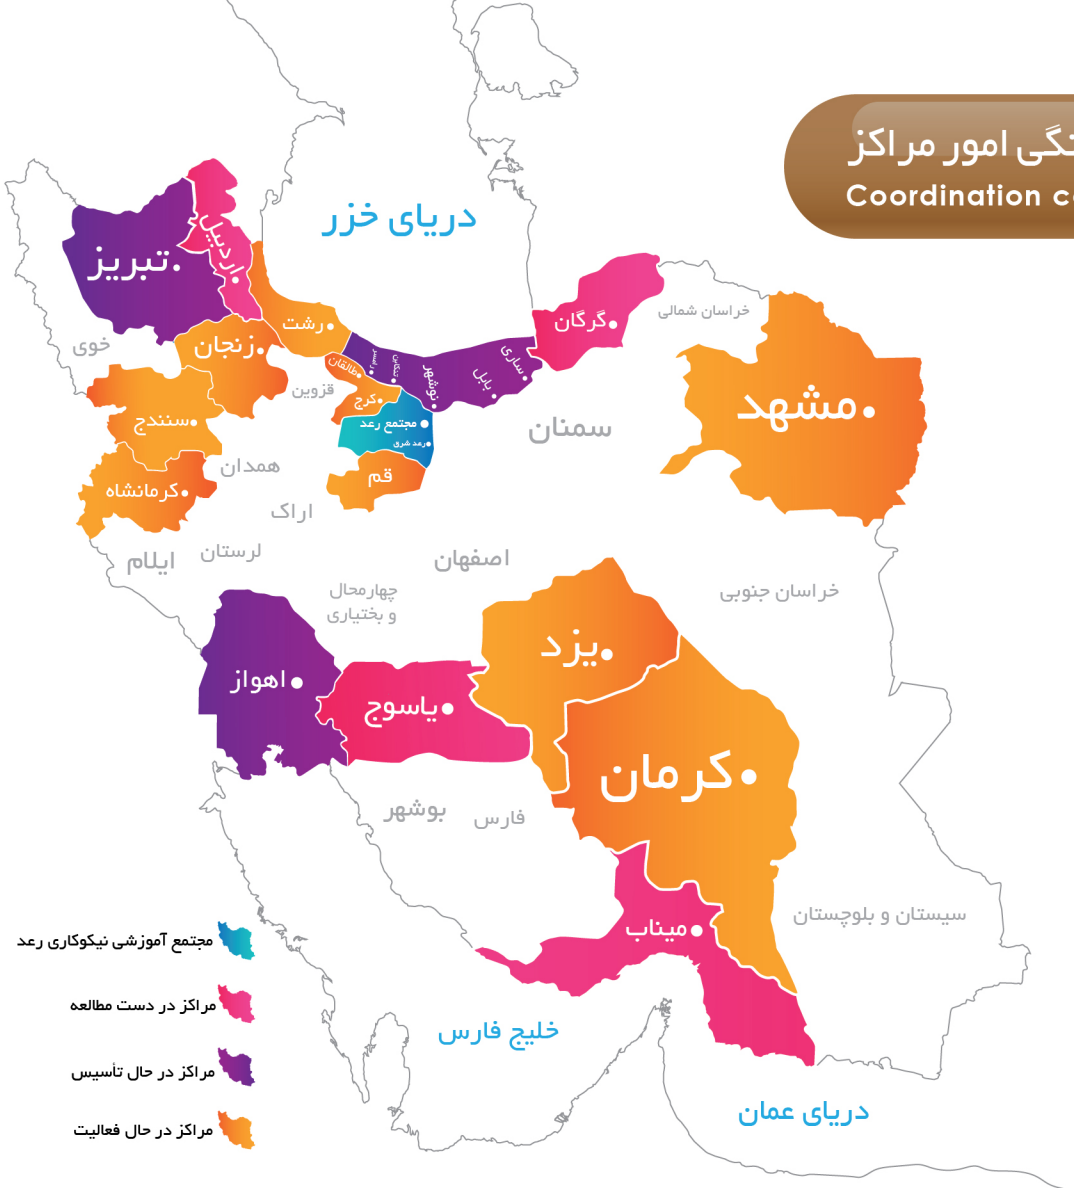 نگی امور مراکز
Coordination c
دریای خزر
اردبیل
تبریز
گرگان
خراسان شمالی
رشت
خوی
زنجان
رامسر
تنکابن
نوشهر
بابل
ساری
طالقان
قزوین
کرج
مشهد
سنندج
مجتمع رعد
رعد شرق
سمنان
همدان
قم
کرمانشاه
اراک
لرستان
ایلام
اصفهان
چهارمحال
و بختیاری
خراسان جنوبی
یزد
اهواز
یاسوج
کرمان
بوشهر
فارس
سیستان و بلوچستان
میناب
مجتمع آموزشی نیکوکاری رعد
مراکز در دست مطالعه
مراکز در حال تأسیس
مراکز در حال فعالیت
خلیج فارس
دریای عمان